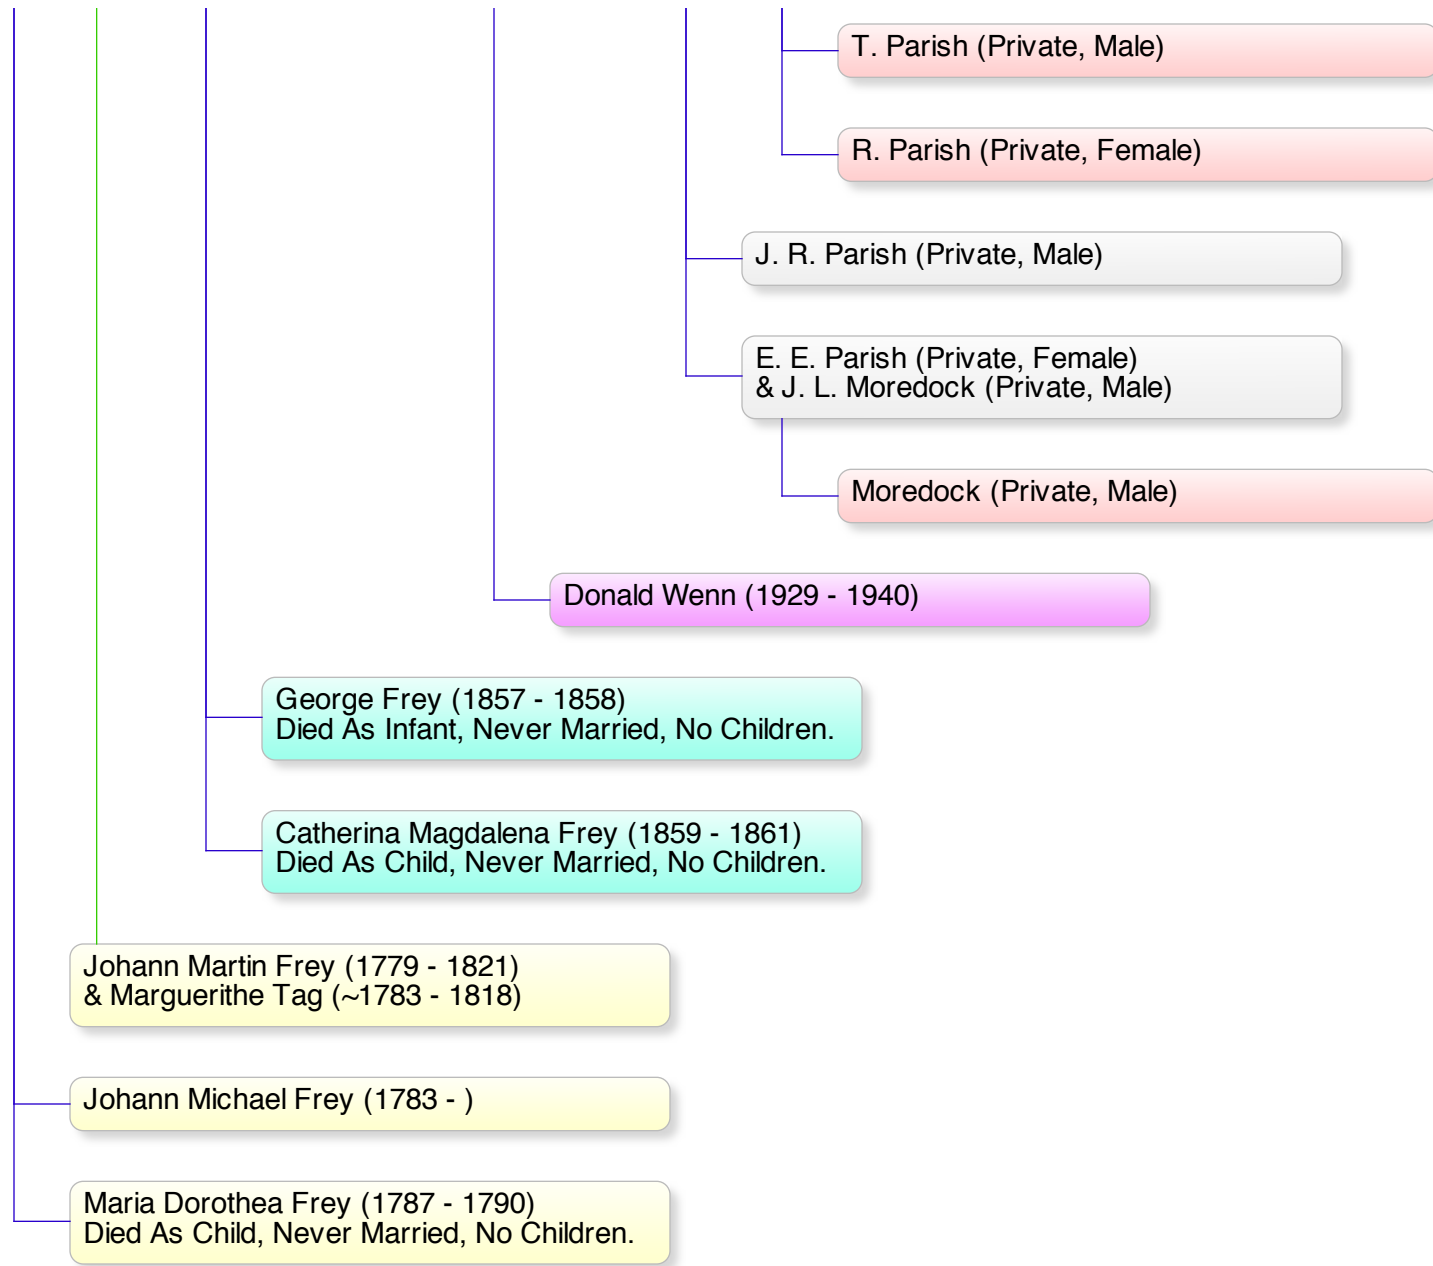 T. Parish (Private, Male)
R. Parish (Private, Female)
J. R. Parish (Private, Male)
E. E. Parish (Private, Female)
& J. L. Moredock (Private, Male)
Moredock (Private, Male)
Donald Wenn (1929 - 1940)
George Frey (1857 - 1858)
Died As Infant, Never Married, No Children.
Catherina Magdalena Frey (1859 - 1861)
Died As Child, Never Married, No Children.
Johann Martin Frey (1779 - 1821)
& Marguerithe Tag (~1783 - 1818)
Johann Michael Frey (1783 - )
Maria Dorothea Frey (1787 - 1790)
Died As Child, Never Married, No Children.